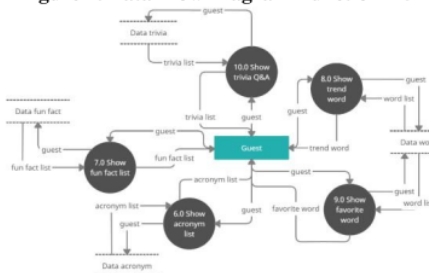 guest
Data trivia
trivia list
10.0 Show
trivia Q&A
8.0 Show
trend
word
guest
word list
Data fun fact
trivia list
guest
guest
guest
Guest
trend word
Data wo
guest
fun fact list
7.0 Show
fun fact list
fun fact list
acronym list
guest
guest
word li
acronym list
6.0 Show
acronym
list
guest
favorite word
9.0 Show
favorite
word
guest
Data acronym